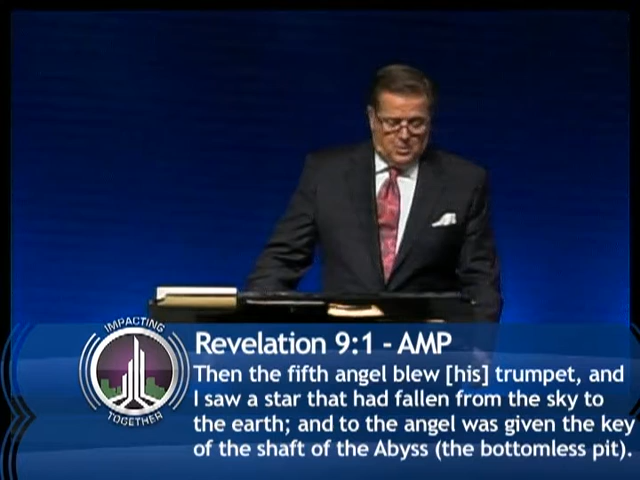 IMPACTING
TOGETHER
Revelation 9:1 - AMP
Then the fifth angel blew [his] trumpet, and
I saw a star that had fallen from the sky to
the earth; and to the angel was given the key
of the shaft of the Abyss (the bottomless pit).